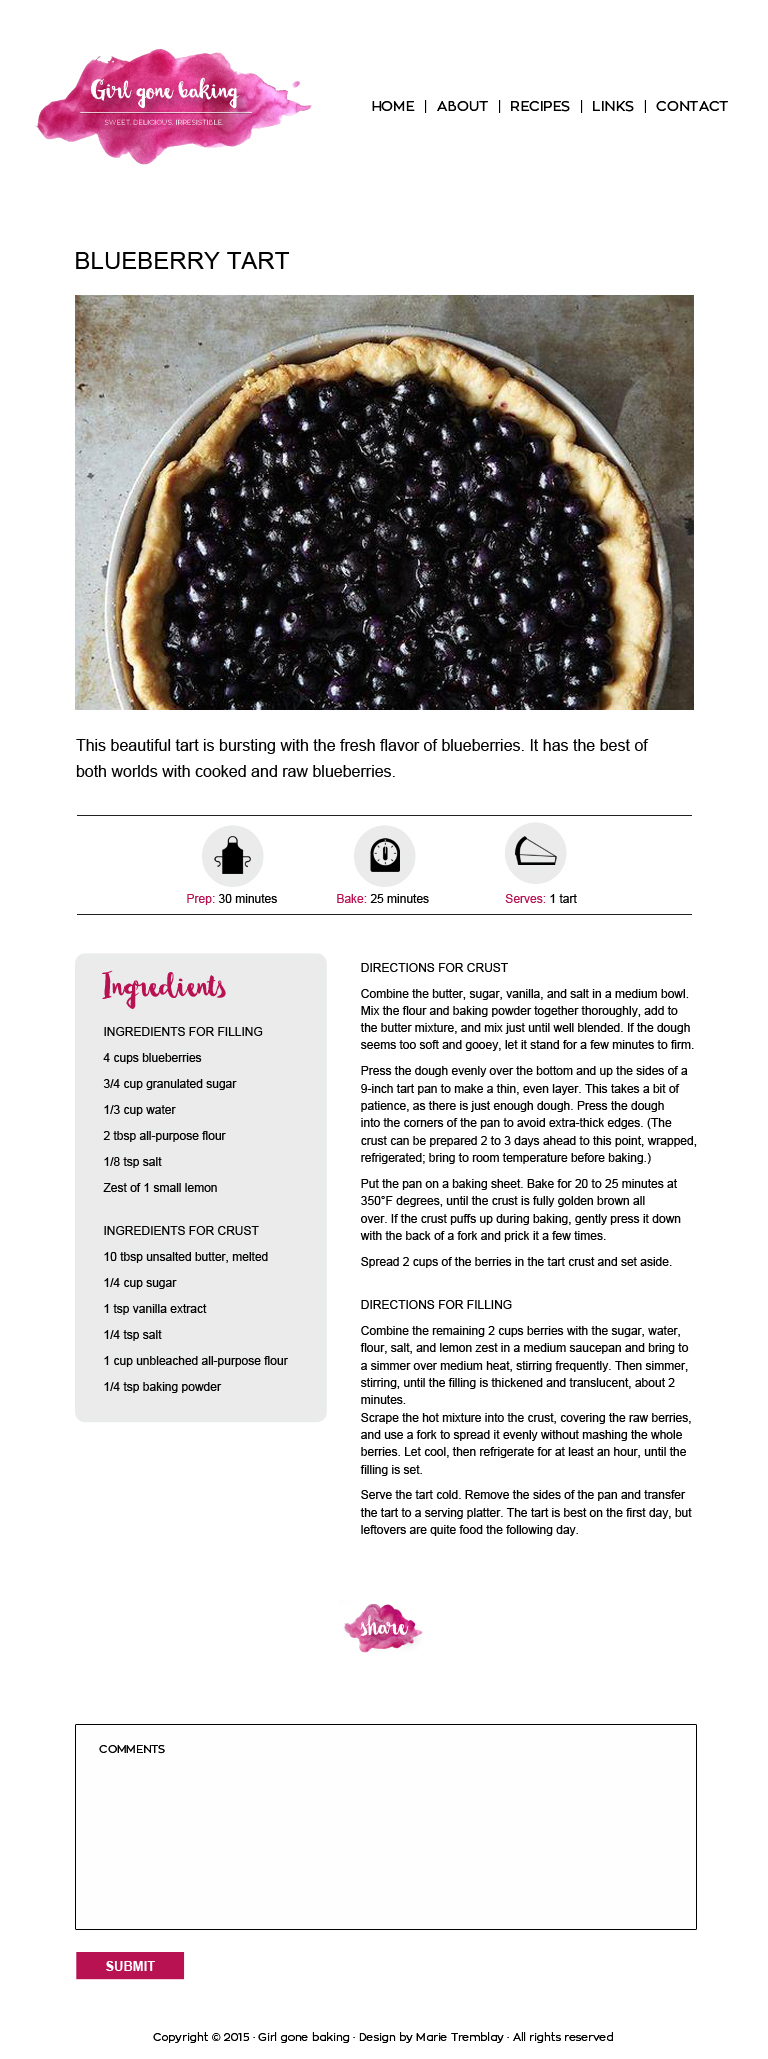 Girl gone baking
SWEET. DELICIOUS. IRRESISTIBLE.
HOME | ABOUT | RECIPES | LINKS | CONTACT
BLUEBERRY TART
This beautiful tart is bursting with the fresh flavor of blueberries. It has the best of
both worlds with cooked and raw blueberries.
Prep: 30 minutes
Bake: 25 minutes
Serves: 1 tart
Ingredients
INGREDIENTS FOR FILLING
4 cups blueberries
3/4 cup granulated sugar
1/3 cup water
2 tbsp all-purpose flour
1/8 tsp salt
Zest of 1 small lemon
INGREDIENTS FOR CRUST
10 tbsp unsalted butter, melted
1/4 cup sugar
1 tsp vanilla extract
1/4 tsp salt
1 cup unbleached all-purpose flour
1/4 tsp baking powder
DIRECTIONS FOR CRUST
Combine the butter, sugar, vanilla, and salt in a medium bowl.
Mix the flour and baking powder together thoroughly, add to
the butter mixture, and mix just until well blended. If the dough
seems too soft and gooey, let it stand for a few minutes to firm.
Press the dough evenly over the bottom and up the sides of a
9-inch tart pan to make a thin, even layer. This takes a bit of
patience, as there is just enough dough. Press the dough
into the corners of the pan to avoid extra-thick edges. (The
crust can be prepared 2 to 3 days ahead to this point, wrapped,
refrigerated; bring to room temperature before baking.)
Put the pan on a baking sheet. Bake for 20 to 25 minutes at
350°F degrees, until the crust is fully golden brown all
over. If the crust puffs up during baking, gently press it down
with the back of a fork and prick it a few times.
Spread 2 cups of the berries in the tart crust and set aside.
DIRECTIONS FOR FILLING
Combine the remaining 2 cups berries with the sugar, water,
flour, salt, and lemon zest in a medium saucepan and bring to
a simmer over medium heat, stirring frequently. Then simmer,
stirring, until the filling is thickened and translucent, about 2
minutes.
Scrape the hot mixture into the crust, covering the raw berries,
and use a fork to spread it evenly without mashing the whole
berries. Let cool, then refrigerate for at least an hour, until the
filling is set.
Serve the tart cold. Remove the sides of the pan and transfer
the tart to a serving platter. The tart is best on the first day, but
leftovers are quite food the following day.
share
COMMENTS
SUBMIT
Copyright © 2015 · Girl gone baking · Design by Marie Tremblay · All rights reserved